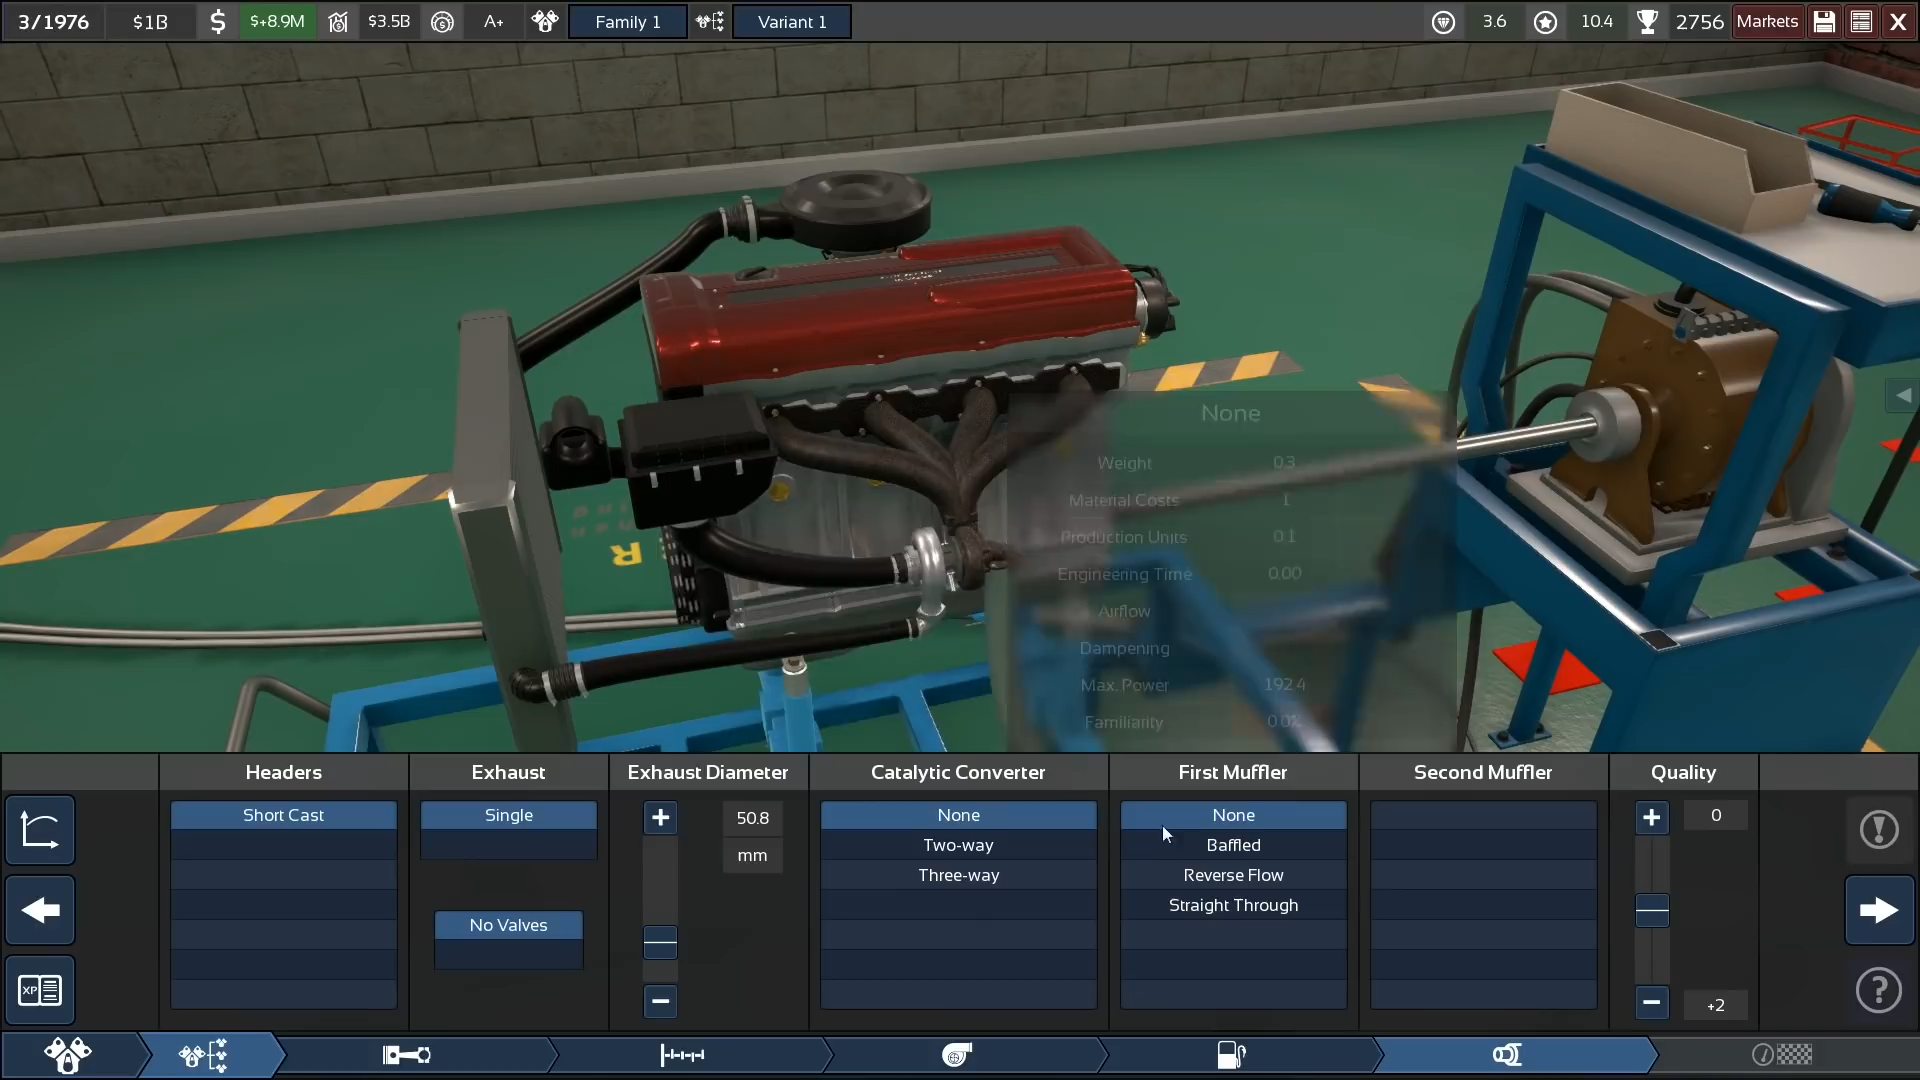 3/1976 $1B $ $+8.9M $3.5B A+ Family 1 Variant 1 3.6 10.4 2756 Markets X
R
None
Weight 0.3
Material Costs 1
Production Units 0.1
Engineering Time 0.00
Airflow
Dampening
Max. Power 192.4
Familiarity
Headers Exhaust Exhaust Diameter Catalytic Converter First Muffler Second Muffler Quality
Short Cast Single + 50.8 None None + 0
Two-way Baffled
mm
Three-way Reverse Flow
Straight Through
No Valves
XP
- - +2